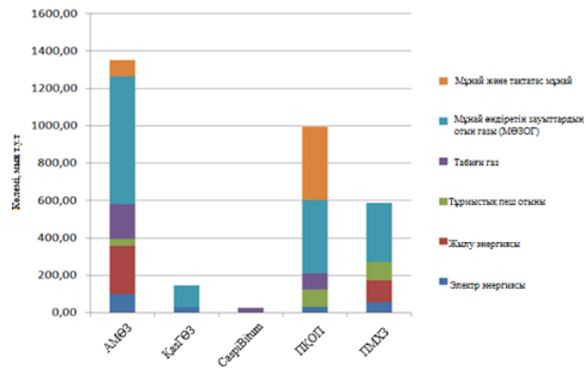 1600,00
1400,00
1200,00
1000,00
800,00
600,00
400,00
200,00
0,00
Көлемі, мың т.у.т
АМӨЗ
ҚазГӨЗ
CaspiBitum
ПҚОП
ПМХЗ
Мұнай және тактатас мұнай
Мұнай өндіретін зауыттардың
отын газы (МӨЗОГ)
Табиғи газ
Тұрмыстық пеш отыны
Жылу энергиясы
Электр энергиясы